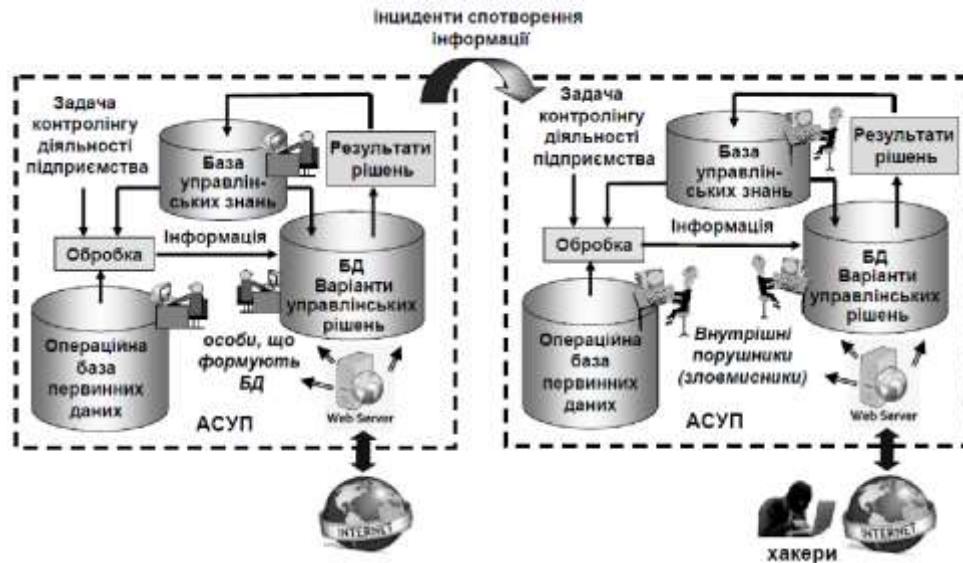 інциденти спотворення
інформації
Задача
контролінгу
діяльності
підприємства
База
управлін-
ських знань
Результати
рішень
Обробка
Інформація
БД
Варіанти
управлінських
рішень
Операційна
база
первинних
даних
особи, що
формують
БД
Web Server
АСУП
INTERNET
Задача
контролінгу
діяльності
підприємства
База
управлін-
ських знань
Результати
рішень
Обробка
Інформація
БД
Варіанти
управлінських
рішень
Операційна
база
первинних
даних
Внутрішні
порушники
(зловмисники)
Web Server
АСУП
INTERNET
хакери